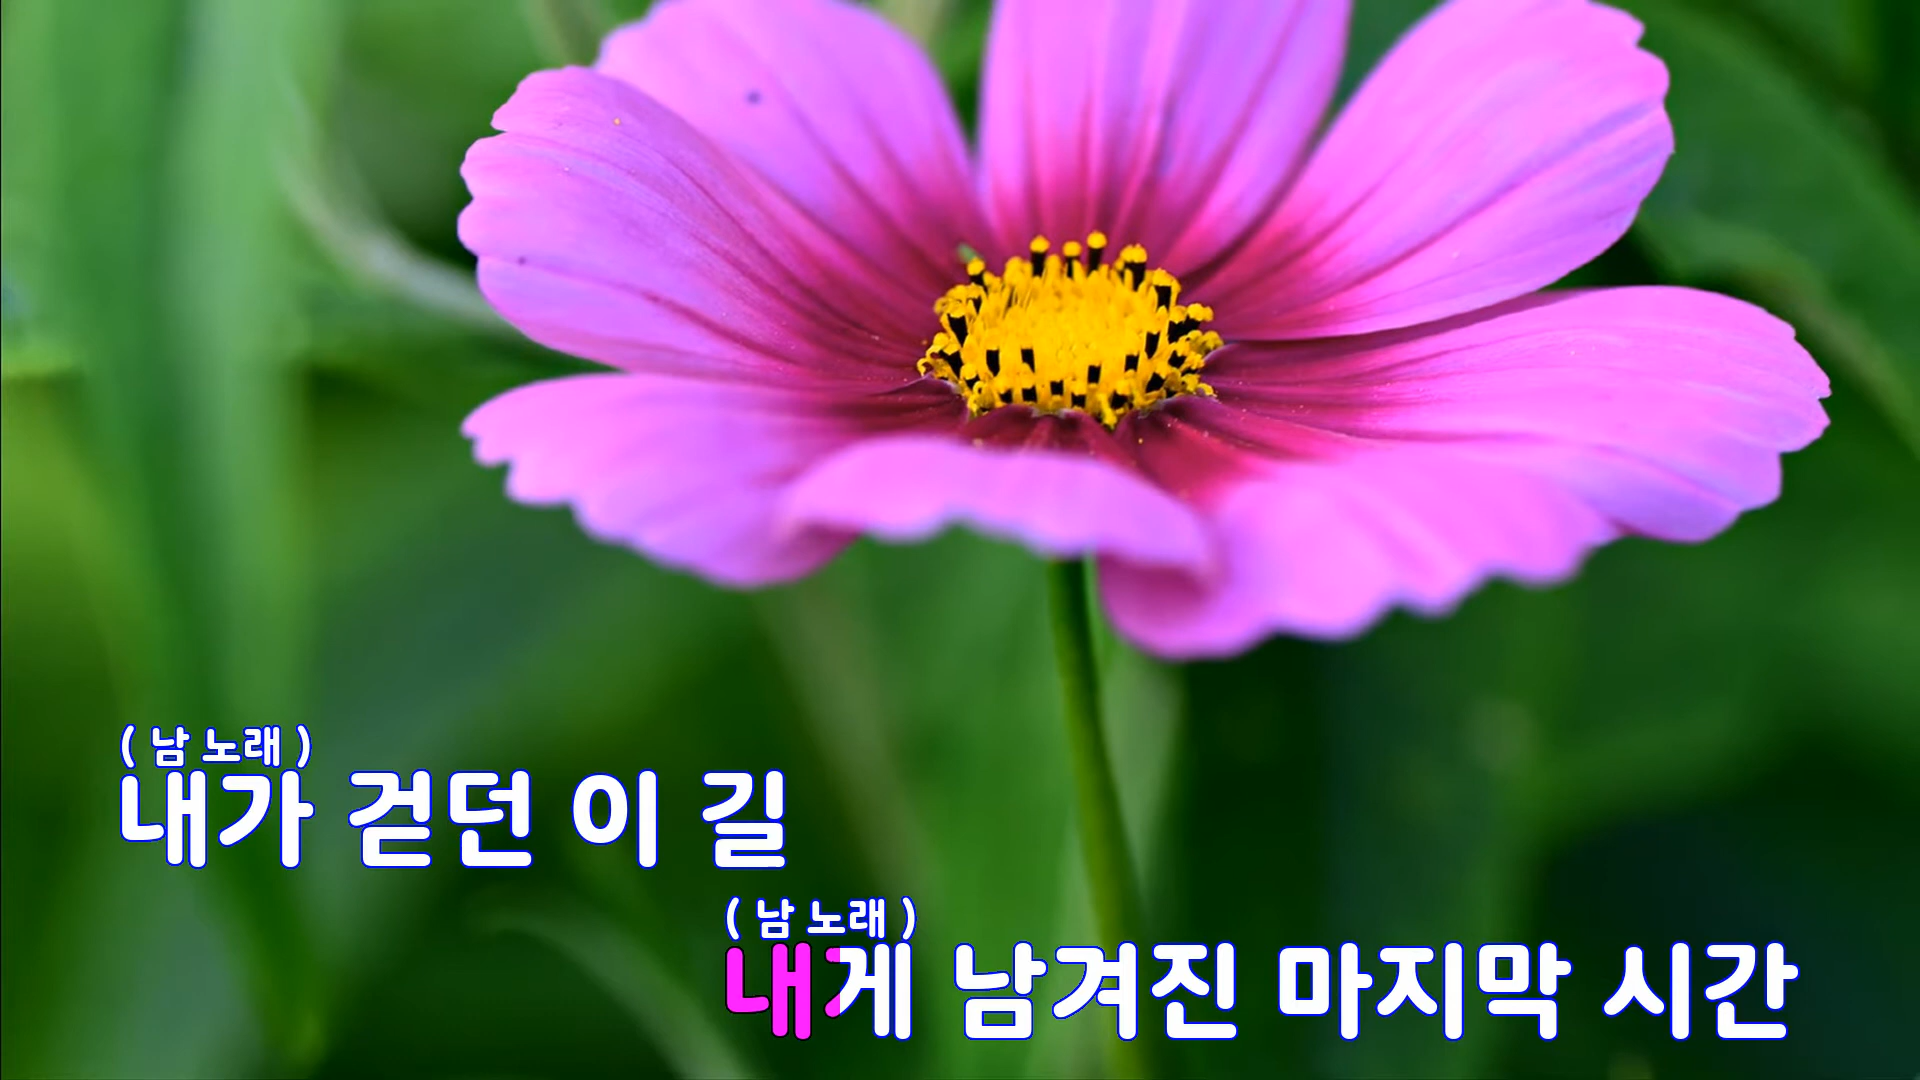 ( 남 노래 )
내가 걷던 이 길
( 남 노래 )
내게 남겨진 마지막 시간